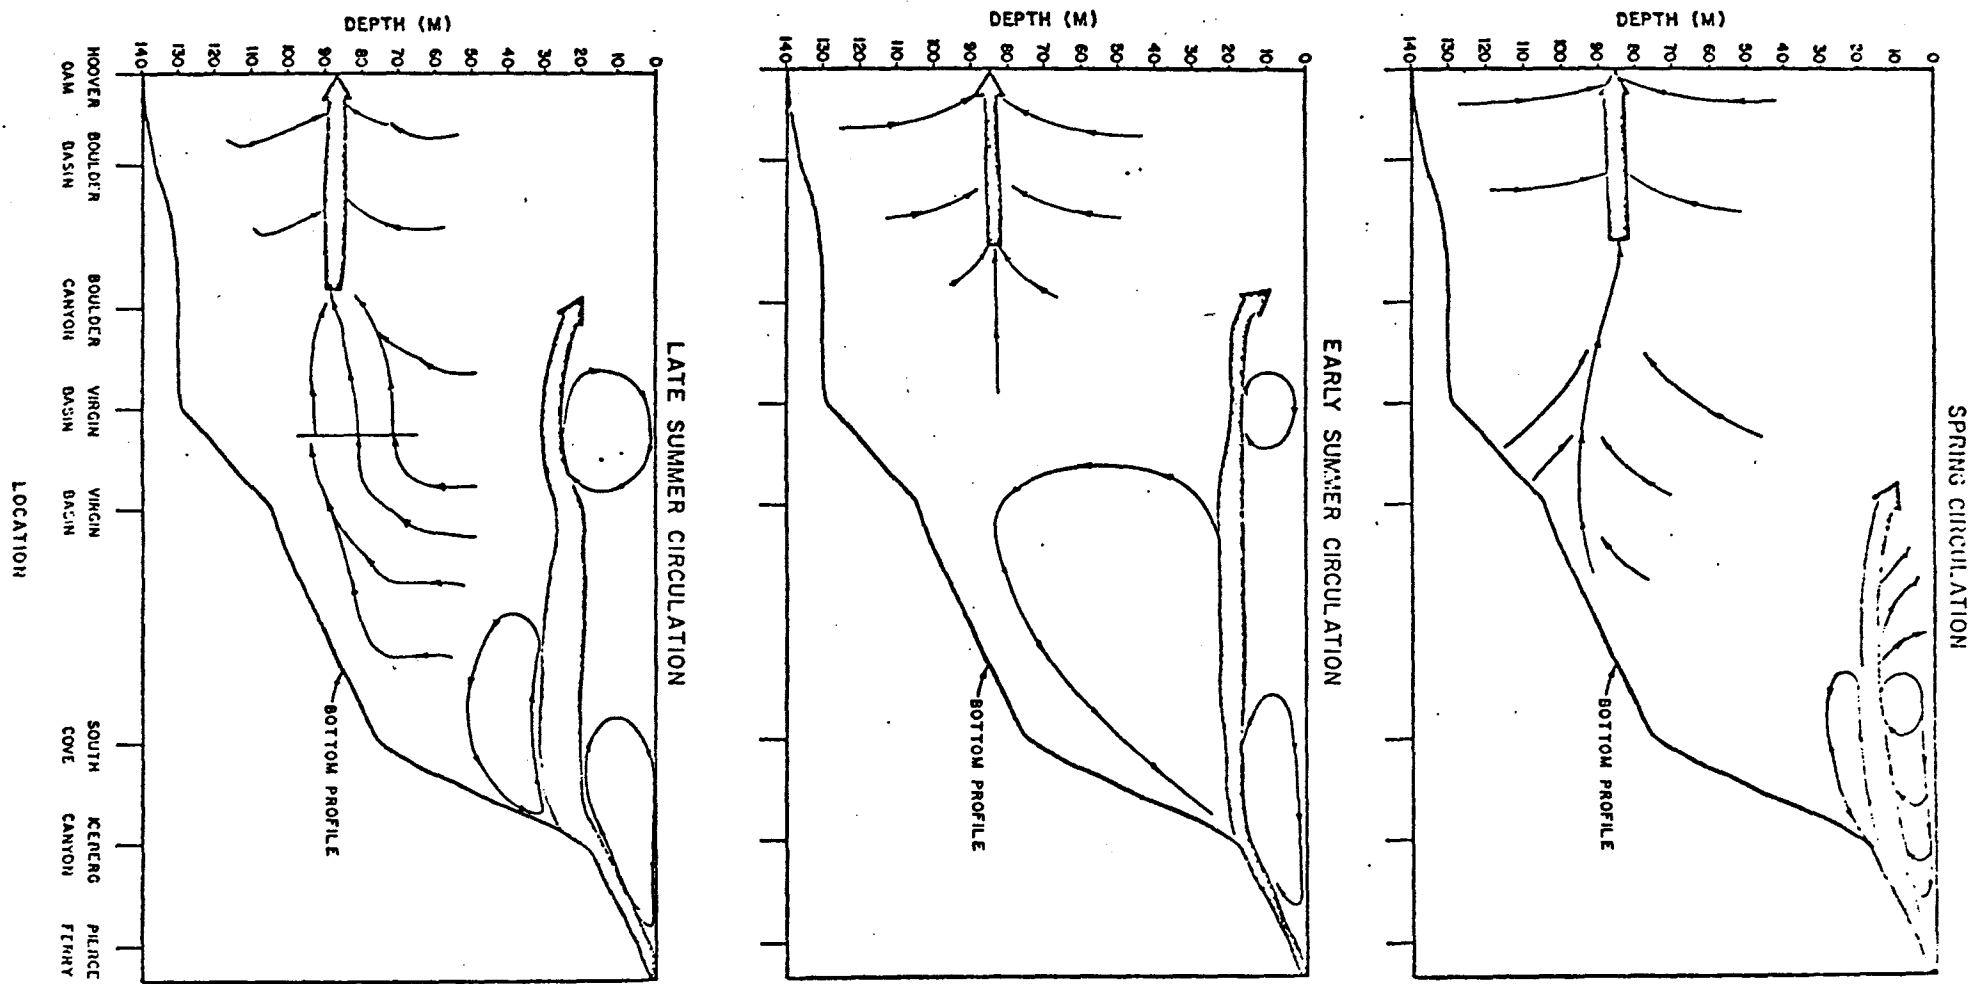 SPRING CIRCULATION
DEPTH (M)
0
10
20
30
40
50
60
70
80
90
100
110
120
130
140
BOTTOM PROFILE
EARLY SUMMER CIRCULATION
DEPTH (M)
0
10
20
30
40
50
60
70
80
90
100
110
120
130
140
BOTTOM PROFILE
LATE SUMMER CIRCULATION
DEPTH (M)
0
10
20
30
40
50
60
70
80
90
100
110
120
130
140
BOTTOM PROFILE
HOOVER
DAM
BOULDER
BASIN
BOULDER
CANYON
VIRGIN
BASIN
VIRGIN
BASIN
SOUTH
COVE
ICEBERG
CANYON
PIERCE
FERRY
LOCATION